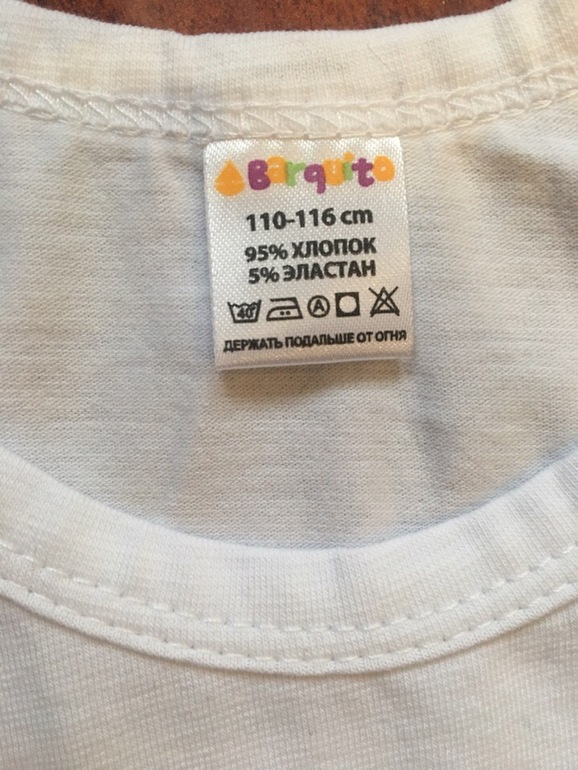 Barquito
110-116 cm
95% ХЛОПОК
5% ЭЛАСТАН
40° A
ДЕРЖАТЬ ПОДАЛЬШЕ ОТ ОГНЯ